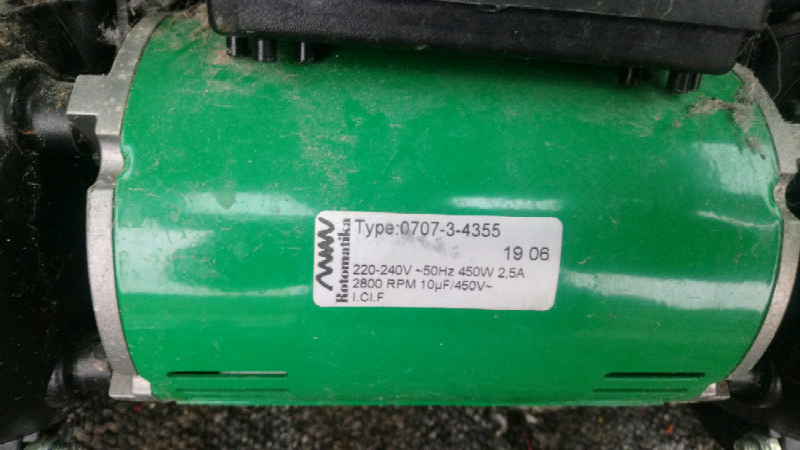 Rotomatika
Type:0707-3-4355
19 06
220-240V ~50Hz 450W 2,5A
2800 RPM 10µF/450V~
I.Cl.F